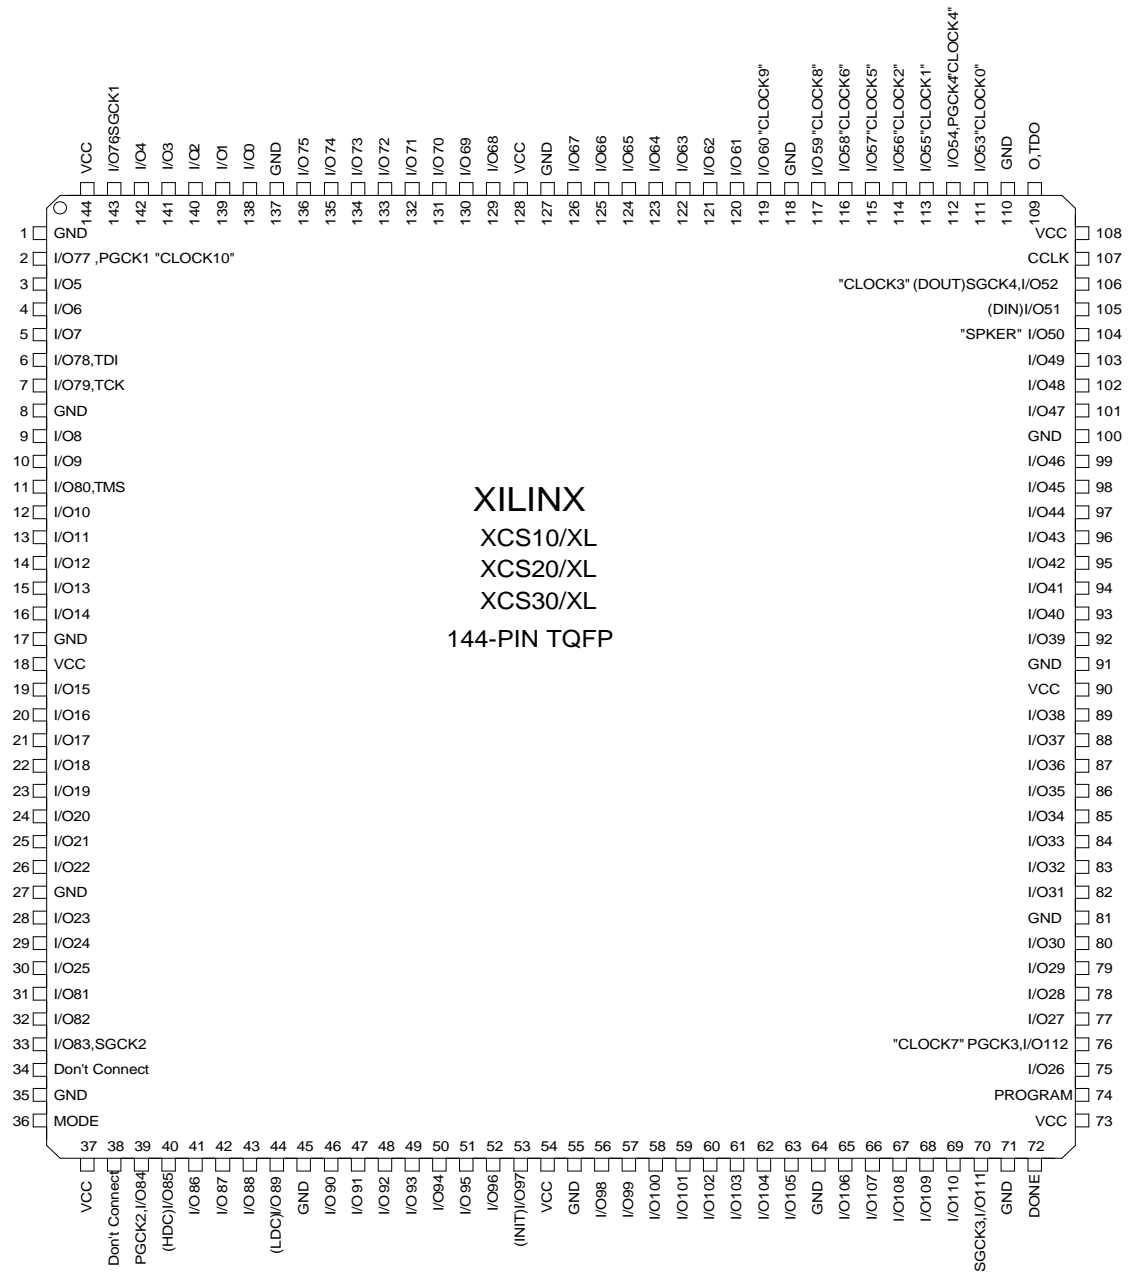 VCC
I/O76SGCK1
I/O4
I/O3
I/O2
I/O1
I/O0
GND
I/O75
I/O74
I/O73
I/O72
I/O71
I/O70
I/O69
I/O68
VCC
GND
I/O67
I/O66
I/O65
I/O64
I/O63
I/O62
I/O61
I/O60"CLOCK9"
GND
I/O59"CLOCK8"
I/O58"CLOCK6"
I/O57"CLOCK5"
I/O56"CLOCK2"
I/O55"CLOCK1"
I/O54,PGCK4"CLOCK4"
I/O53"CLOCK0"
GND
O,TDO
144
143
142
141
140
139
138
137
136
135
134
133
132
131
130
129
128
127
126
125
124
123
122
121
120
119
118
117
116
115
114
113
112
111
110
109
1 GND
2 I/O77 ,PGCK1 "CLOCK10"
3 I/O5
4 I/O6
5 I/O7
6 I/O78,TDI
7 I/O79,TCK
8 GND
9 I/O8
10 I/O9
11 I/O80,TMS
12 I/O10
13 I/O11
14 I/O12
15 I/O13
16 I/O14
17 GND
18 VCC
19 I/O15
20 I/O16
21 I/O17
22 I/O18
23 I/O19
24 I/O20
25 I/O21
26 I/O22
27 GND
28 I/O23
29 I/O24
30 I/O25
31 I/O81
32 I/O82
33 I/O83,SGCK2
34 Don't Connect
35 GND
36 MODE
XILINX
XCS10/XL
XCS20/XL
XCS30/XL
144-PIN TQFP
VCC 108
CCLK 107
"CLOCK3" (DOUT)SGCK4,I/O52 106
(DIN)I/O51 105
"SPKER" I/O50 104
I/O49 103
I/O48 102
I/O47 101
GND 100
I/O46 99
I/O45 98
I/O44 97
I/O43 96
I/O42 95
I/O41 94
I/O40 93
I/O39 92
GND 91
VCC 90
I/O38 89
I/O37 88
I/O36 87
I/O35 86
I/O34 85
I/O33 84
I/O32 83
I/O31 82
GND 81
I/O30 80
I/O29 79
I/O28 78
I/O27 77
"CLOCK7" PGCK3,I/O112 76
I/O26 75
PROGRAM 74
VCC 73
37
38
39
40
41
42
43
44
45
46
47
48
49
50
51
52
53
54
55
56
57
58
59
60
61
62
63
64
65
66
67
68
69
70
71
72
VCC
Don't Connect
PGCK2,I/O84
(HDC)I/O85
I/O86
I/O87
I/O88
(LDC)I/O89
GND
I/O90
I/O91
I/O92
I/O93
I/O94
I/O95
I/O96
(INIT)I/O97
VCC
GND
I/O98
I/O99
I/O100
I/O101
I/O102
I/O103
I/O104
I/O105
GND
I/O106
I/O107
I/O108
I/O109
I/O110
SGCK3,I/O111
GND
DONE